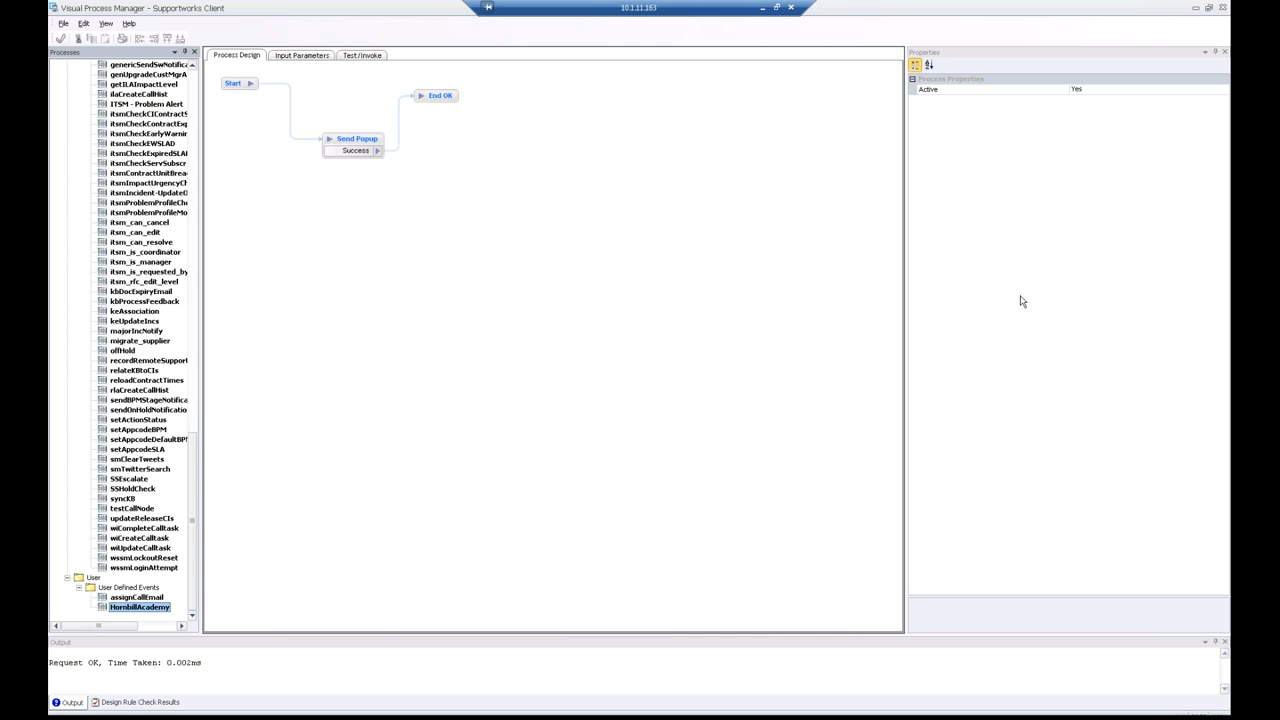 Visual Process Manager - Supportworks Client
10.1.11.163
File Edit View Help
Processes
Process Design Input Parameters Test/Invoke
Properties
genericSendSwNotifica
genUpgradeCustMgrA
getILAImpactLevel
ilaCreateCallHist
ITSM - Problem Alert
itsmCheckCIContractS
itsmCheckContractExp
itsmCheckEarlyWarnin
itsmCheckEWSLAD
itsmCheckExpiredSLAI
itsmCheckServSubscr
itsmContractUnitBrea
itsmImpactUrgencyCh
itsmIncident-UpdateO
itsmProblemProfileChe
itsmProblemProfileMo
itsm_can_cancel
itsm_can_edit
itsm_can_resolve
itsm_is_coordinator
itsm_is_manager
itsm_is_requested_by
itsm_rfc_edit_level
kbDocExpiryEmail
kbProcessFeedback
keAssociation
keUpdateIncs
majorIncNotify
migrate_supplier
offHold
recordRemoteSupport
relateKBtoCIs
reloadContractTimes
rlaCreateCallHist
sendBPMStageNotifica
sendOnHoldNotificatio
setActionStatus
setAppcodeBPM
setAppcodeDefaultBPM
setAppcodeSLA
smClearTweets
smTwitterSearch
SSEscalate
SSHoldCheck
syncKB
testCallNode
updateReleaseCIs
wiCompleteCalltask
wiCreateCalltask
wiUpdateCalltask
wssmLockoutReset
wssmLoginAttempt
User
User Defined Events
assignCallEmail
HornbillAcademy
Start
End OK
Send Popup
Success
Process Properties
Active Yes
Output
Request OK, Time Taken: 0.002ms
Output Design Rule Check Results